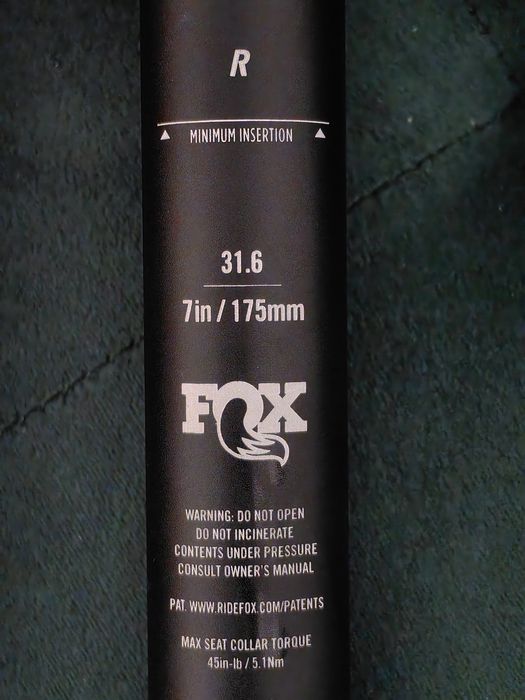 R
MINIMUM INSERTION
31.6
7in / 175mm
FOX
WARNING: DO NOT OPEN
DO NOT INCINERATE
CONTENTS UNDER PRESSURE
CONSULT OWNER'S MANUAL
PAT. WWW.RIDEFOX.COM/PATENTS
MAX SEAT COLLAR TORQUE
45in-lb / 5.1Nm